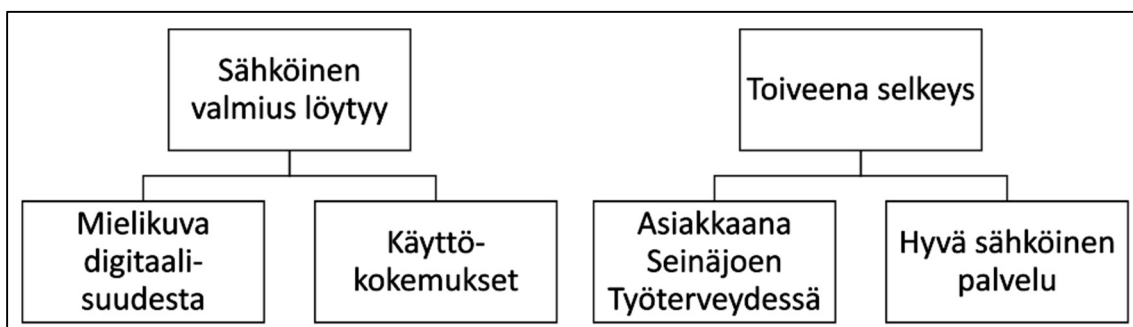 Sähköinen
valmius löytyy
Toiveena selkeys
Mielikuva
digitaali-
suudesta
Käyttö-
kokemukset
Asiakkaana
Seinäjoen
Työterveydessä
Hyvä sähköinen
palvelu